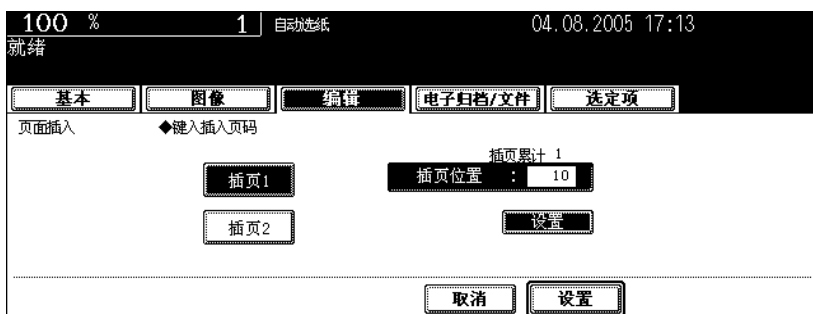 100 % 1 自动选纸 04.08.2005 17:13
就绪
基本 图像 编辑 电子归档/文件 选定项
页面插入 ◆键入插入页码
插页累计 1
插页1 插页位置 : 10
插页2 设置
取消 设置